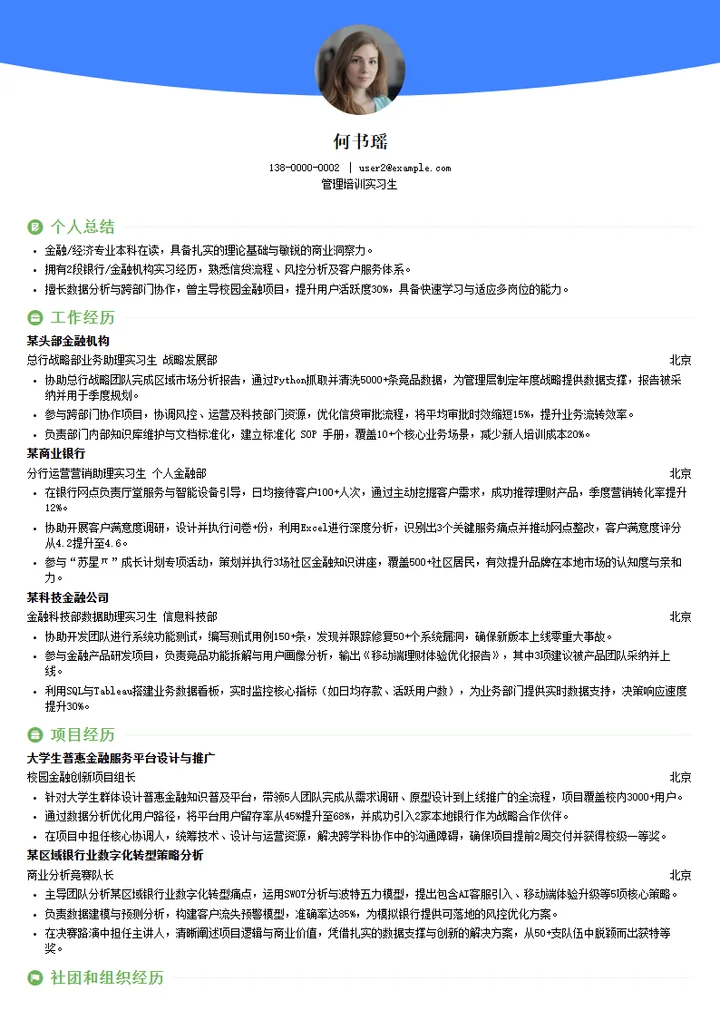 何书瑶
138-0000-0002 | user2@example.com
管理培训实习生
个人总结
• 金融/经济专业本科在读，具备扎实的理论基础与敏锐的商业洞察力。
• 拥有2段银行/金融机构实习经历，熟悉信贷流程、风控分析及客户服务体系。
• 擅长数据分析与跨部门协作，曾主导校园金融项目，提升用户活跃度30%，具备快速学习与适应多岗位的能力。
工作经历
某头部金融机构
总行战略部业务助理实习生 战略发展部 北京
• 协助总行战略团队完成区域市场分析报告，通过Python抓取并清洗5000+条竞品数据，为管理层制定年度战略提供数据支撑，报告被采
纳并用于季度规划。
• 参与跨部门协作项目，协调风控、运营及科技部门资源，优化信贷审批流程，将平均审批时效缩短15%，提升业务流转效率。
• 负责部门内部知识库维护与文档标准化，建立标准化 SOP 手册，覆盖10+个核心业务场景，减少新人培训成本20%。
某商业银行
分行运营营销助理实习生 个人金融部 北京
• 在银行网点负责厅堂服务与智能设备引导，日均接待客户100+人次，通过主动挖掘客户需求，成功推荐理财产品，季度营销转化率提升
12%。
• 协助开展客户满意度调研，设计并执行问卷+份，利用Excel进行深度分析，识别出3个关键服务痛点并推动网点整改，客户满意度评分
从4.2提升至4.6。
• 参与“苏星π”成长计划专项活动，策划并执行3场社区金融知识讲座，覆盖500+社区居民，有效提升品牌在本地市场的认知度与亲和
力。
某科技金融公司
金融科技部数据助理实习生 信息科技部 北京
• 协助开发团队进行系统功能测试，编写测试用例150+条，发现并跟踪修复50+个系统漏洞，确保新版本上线零重大事故。
• 参与金融产品研发项目，负责竞品功能拆解与用户画像分析，输出《移动端理财体验优化报告》，其中3项建议被产品团队采纳并上
线。
• 利用SQL与Tableau搭建业务数据看板，实时监控核心指标（如日均存款、活跃用户数），为业务部门提供实时数据支持，决策响应速度
提升30%。
项目经历
大学生普惠金融服务平台设计与推广
校园金融创新项目组长 北京
• 针对大学生群体设计普惠金融知识普及平台，带领5人团队完成从需求调研、原型设计到上线推广的全流程，项目覆盖校内3000+用户。
• 通过数据分析优化用户路径，将平台用户留存率从45%提升至68%，并成功引入2家本地银行作为战略合作伙伴。
• 在项目中担任核心协调人，统筹技术、设计与运营资源，解决跨学科协作中的沟通障碍，确保项目提前2周交付并获得校级一等奖。
某区域银行业数字化转型策略分析
商业分析竞赛队长 北京
• 主导团队分析某区域银行业数字化转型痛点，运用SWOT分析与波特五力模型，提出包含AI客服引入、移动端体验升级等5项核心策略。
• 负责数据建模与预测分析，构建客户流失预警模型，准确率达85%，为模拟银行提供可落地的风控优化方案。
• 在决赛路演中担任主讲人，清晰阐述项目逻辑与商业价值，凭借扎实的数据支撑与创新的解决方案，从50+支队伍中脱颖而出获特等
奖。
社团和组织经历